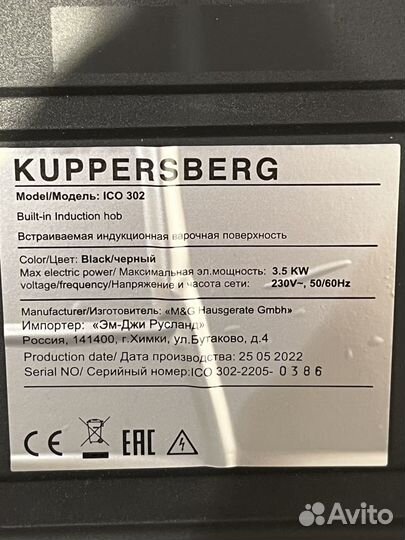 KUPPERSBERG
Model/Модель: ICO 302
Built-in Induction hob
Встраиваемая индукционная варочная поверхность
Color/Цвет: Black/черный
Max electric power/ Максимальная эл.мощность: 3.5 KW
voltage/frequency/Напряжение и часота сети: 230V~, 50/60Hz
Manufacturer/Изготовитель: «M&G Hausgerate Gmbh»
Импортер: «Эм-Джи Русланд»
Россия, 141400, г.Химки, ул.Бутаково, д.4
Production date/ Дата производства: 25 05 2022
Serial NO/ Серийный номер:ICO 302-2205-0386
CE EAC
Avito